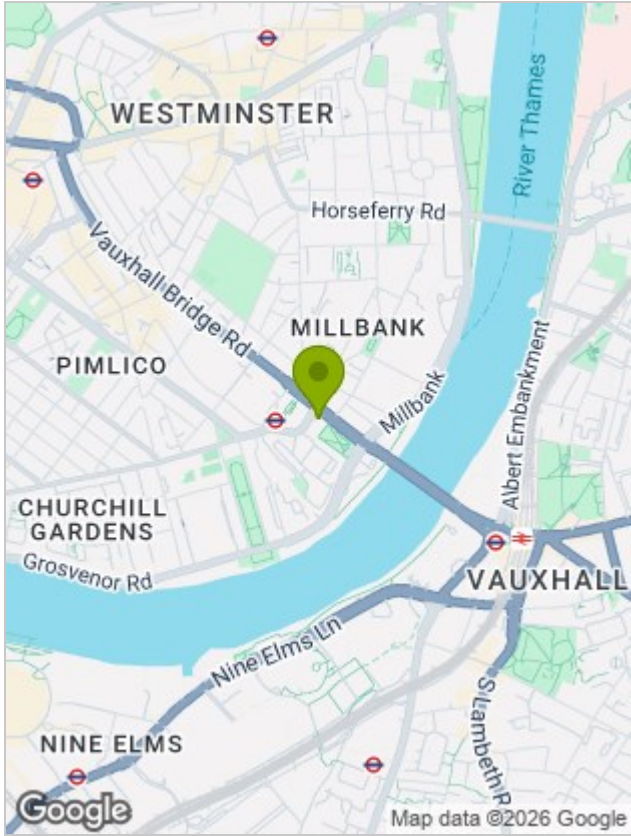 WESTMINSTER
River Thames
Horseferry Rd
Vauxhall Bridge Rd
MILLBANK
PIMLICO
Millbank
Albert Embankment
CHURCHILL
GARDENS
Grosvenor Rd
VAUXHALL
Nine Elms Ln
S Lambeth R
NINE ELMS
Google
Map data ©2026 Google